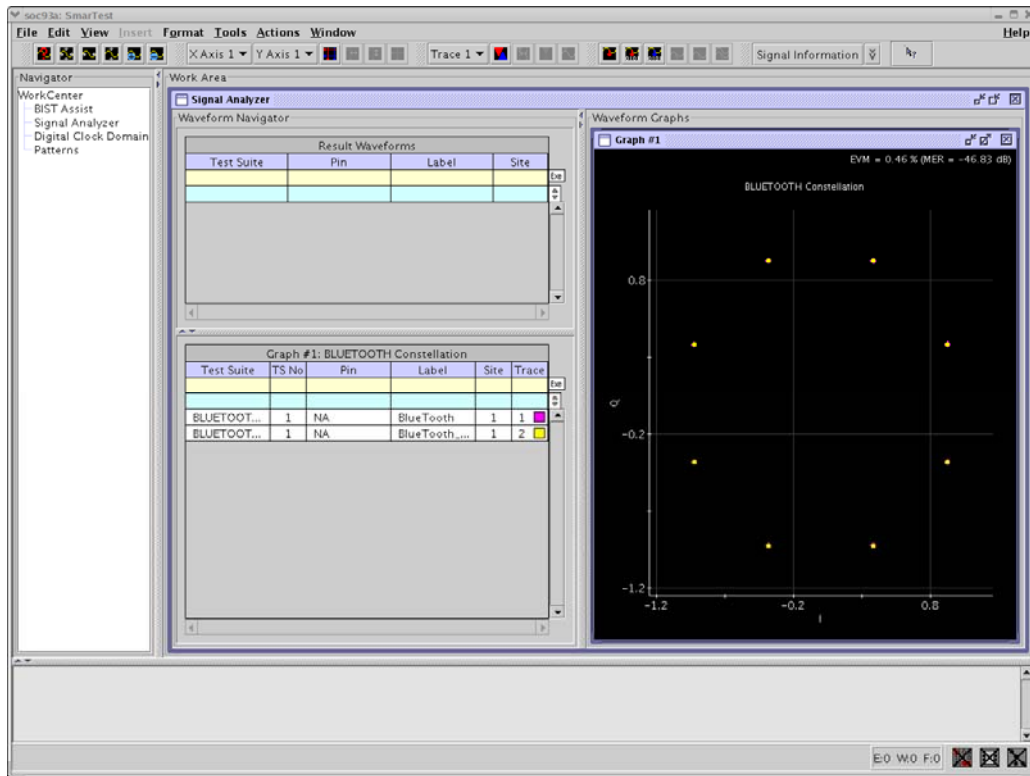 soc93a: SmarTest
File Edit View Insert Format Tools Actions Window Help
X Axis 1 Y Axis 1 Trace 1 Signal Information
Navigator
WorkCenter
BIST Assist
Signal Analyzer
Digital Clock Domain
Patterns
Work Area
Signal Analyzer
Waveform Navigator
Result Waveforms
Test Suite Pin Label Site
Exe
Graph #1: BLUETOOTH Constellation
Test Suite TS No Pin Label Site Trace
Exe
BLUETOOT... 1 NA BlueTooth 1 1
BLUETOOT... 1 NA BlueTooth_... 1 2
Waveform Graphs
Graph #1
EVM = 0.46 % (MER = -46.83 dB)
BLUETOOTH Constellation
0.8
Q
-0.2
-1.2
-1.2 -0.2 0.8
I
E:0 W:0 F:0